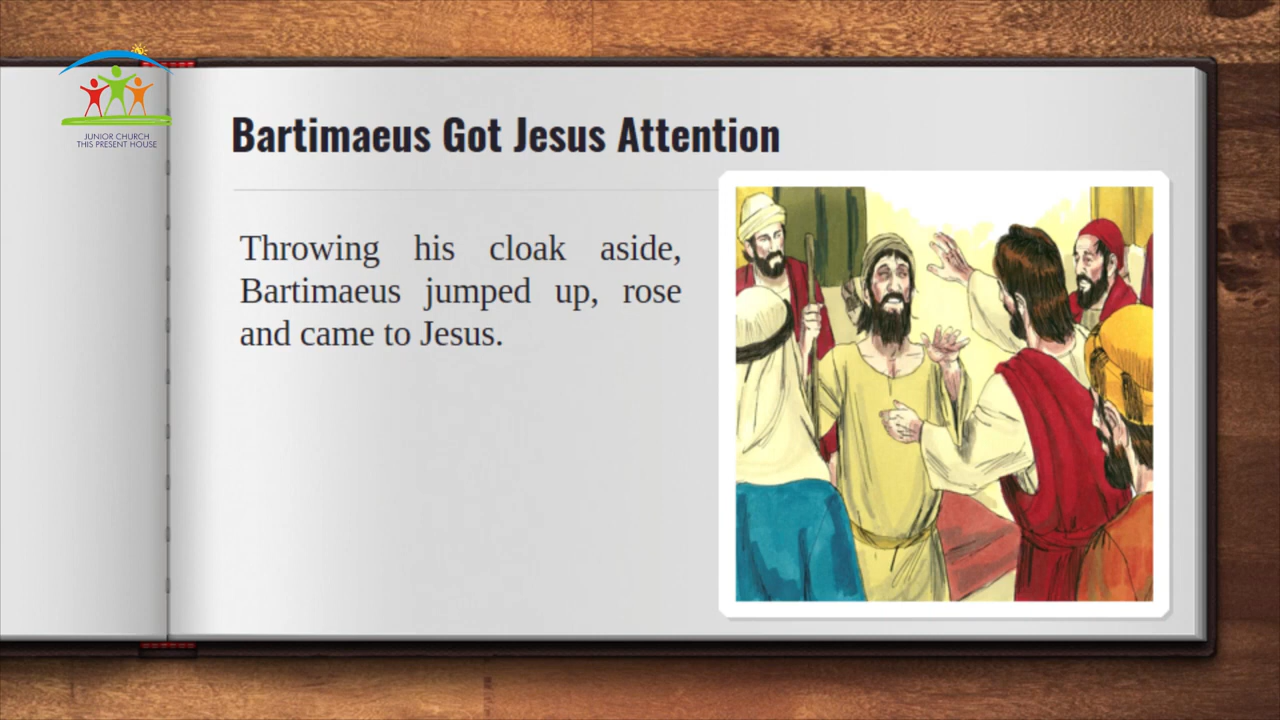 JUNIOR CHURCH
THIS PRESENT HOUSE
Bartimaeus Got Jesus Attention
Throwing his cloak aside,
Bartimaeus jumped up, rose
and came to Jesus.